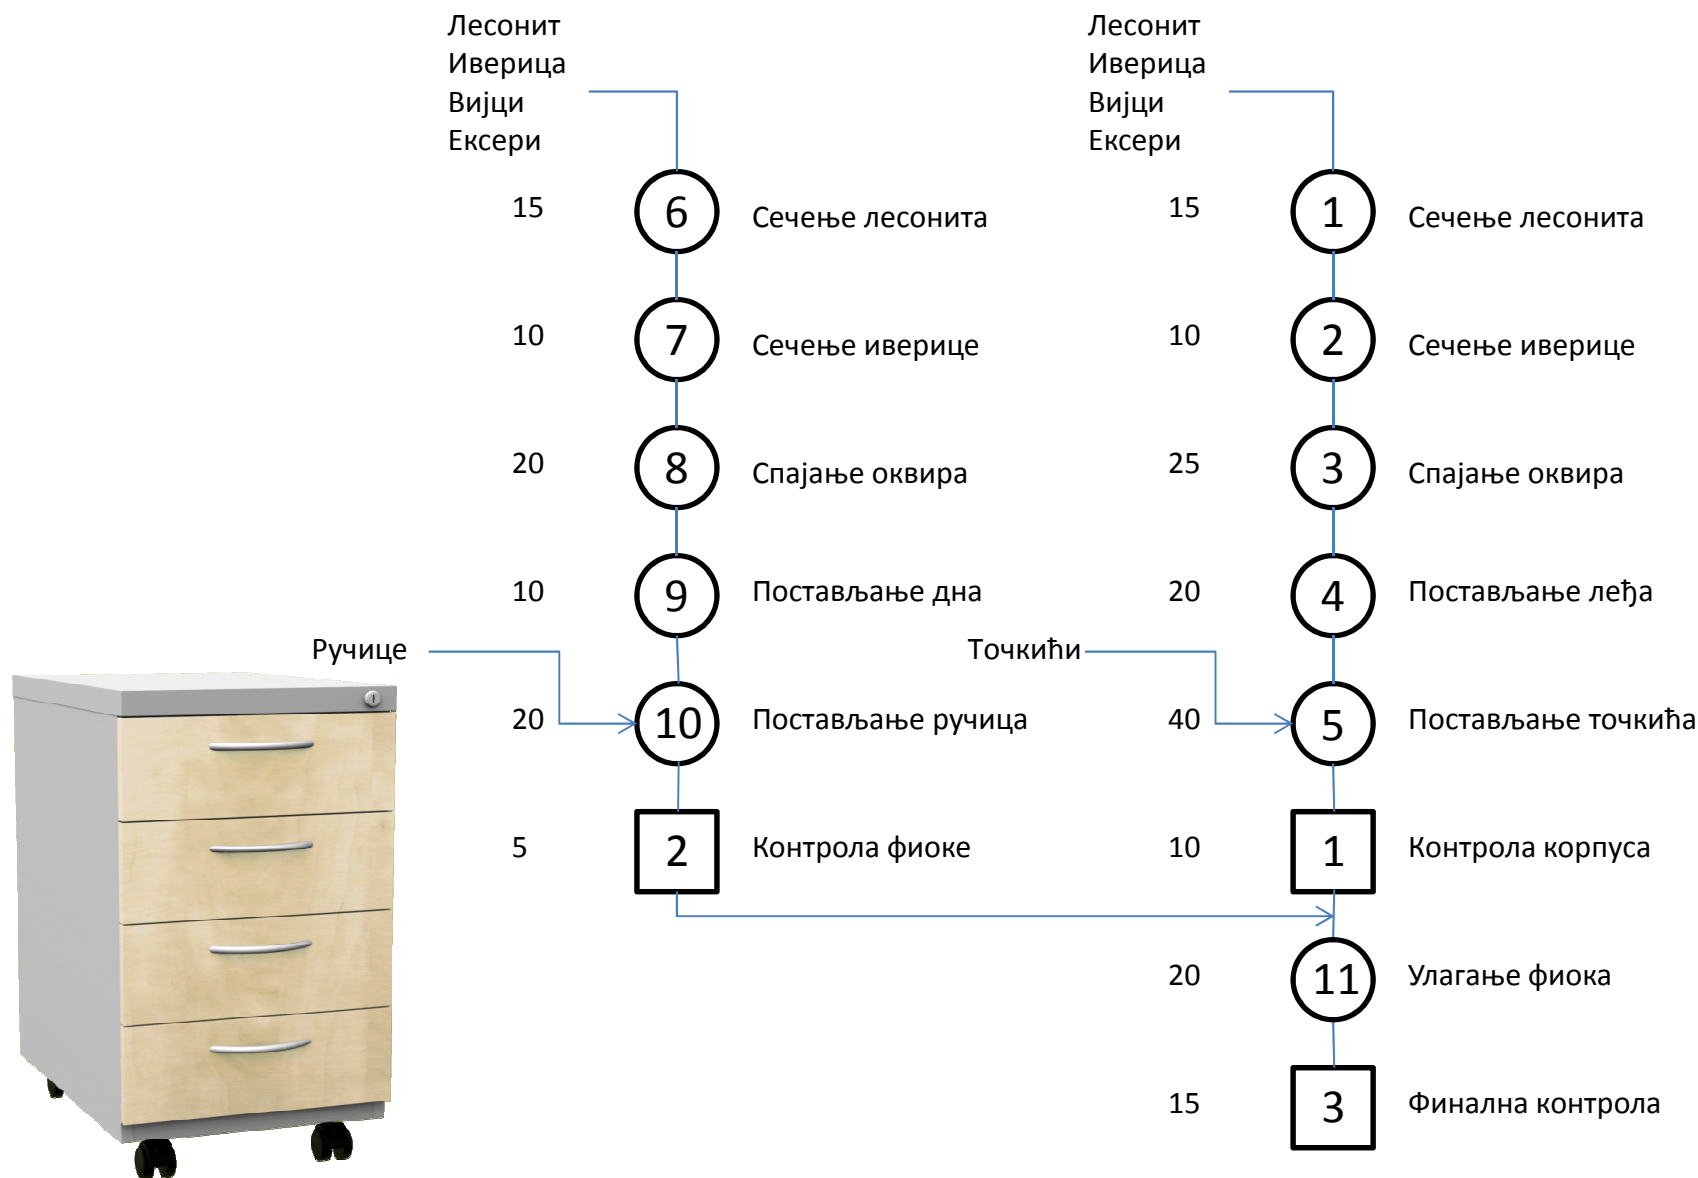 Лесонит
Иверица
Вијци
Ексери
Лесонит
Иверица
Вијци
Ексери
15 6 Сечење лесонита
15 1 Сечење лесонита
10 7 Сечење иверице
10 2 Сечење иверице
20 8 Спајање оквира
25 3 Спајање оквира
10 9 Постављање дна
20 4 Постављање леђа
Ручице
Точкићи
20 10 Постављање ручица
40 5 Постављање точкића
5 2 Контрола фиоке
10 1 Контрола корпуса
20 11 Улагање фиока
15 3 Финална контрола